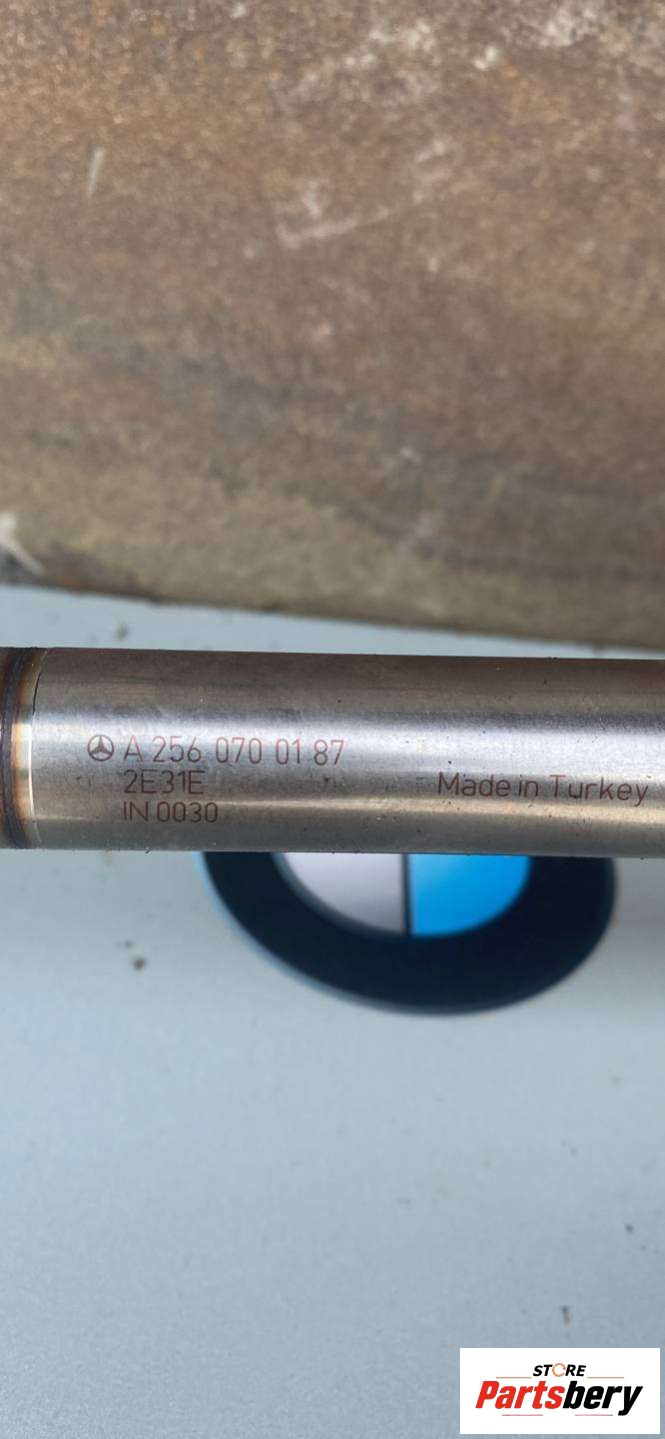 A 256 070 01 87
2E31E
IN 0030
Made in Turkey
STORE
Partsbery